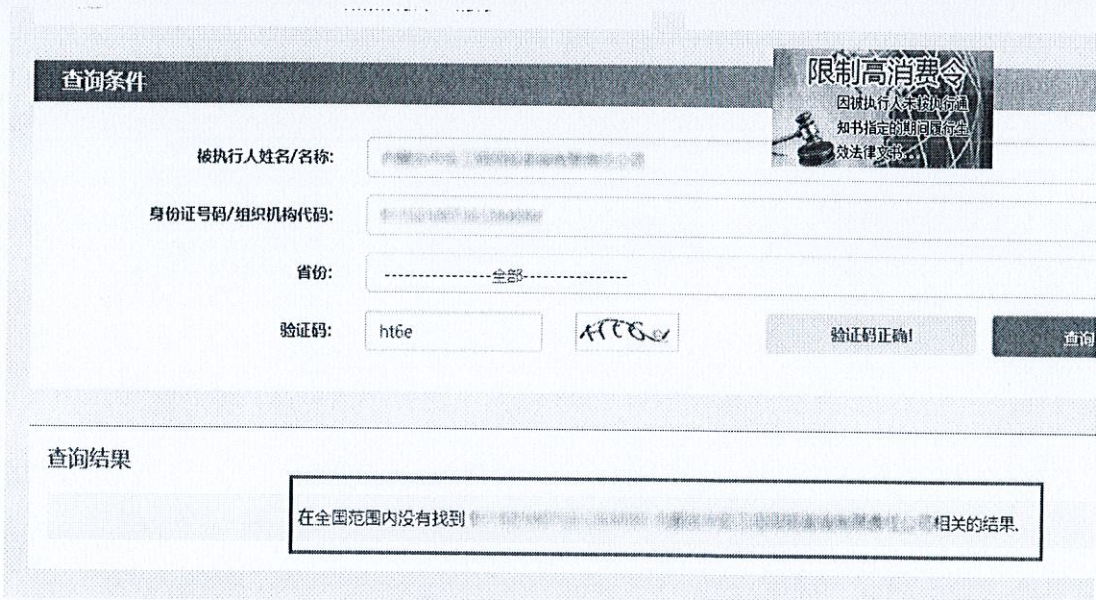 查询条件
限制高消费令
因被执行人未按执行通
知书指定的期间履行生
效法律文书...
被执行人姓名/名称:
身份证号码/组织机构代码:
省份:
----------------全部----------------
验证码:
ht6e
验证码正确!
查询
查询结果
在全国范围内没有找到
相关的结果.